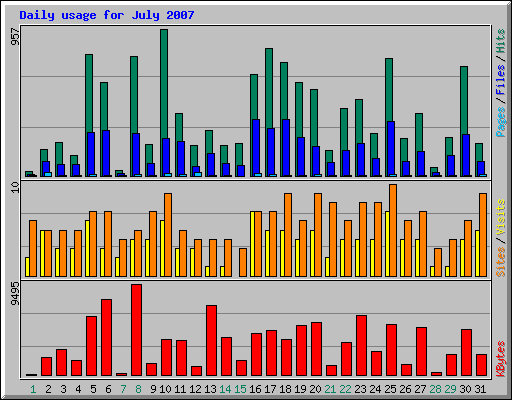 Daily usage for July 2007
957
10
9495
Pages / Files / Hits
Sites / Visits
KBytes
1 2 3 4 5 6 7 8 9 10 11 12 13 14 15 16 17 18 19 20 21 22 23 24 25 26 27 28 29 30 31